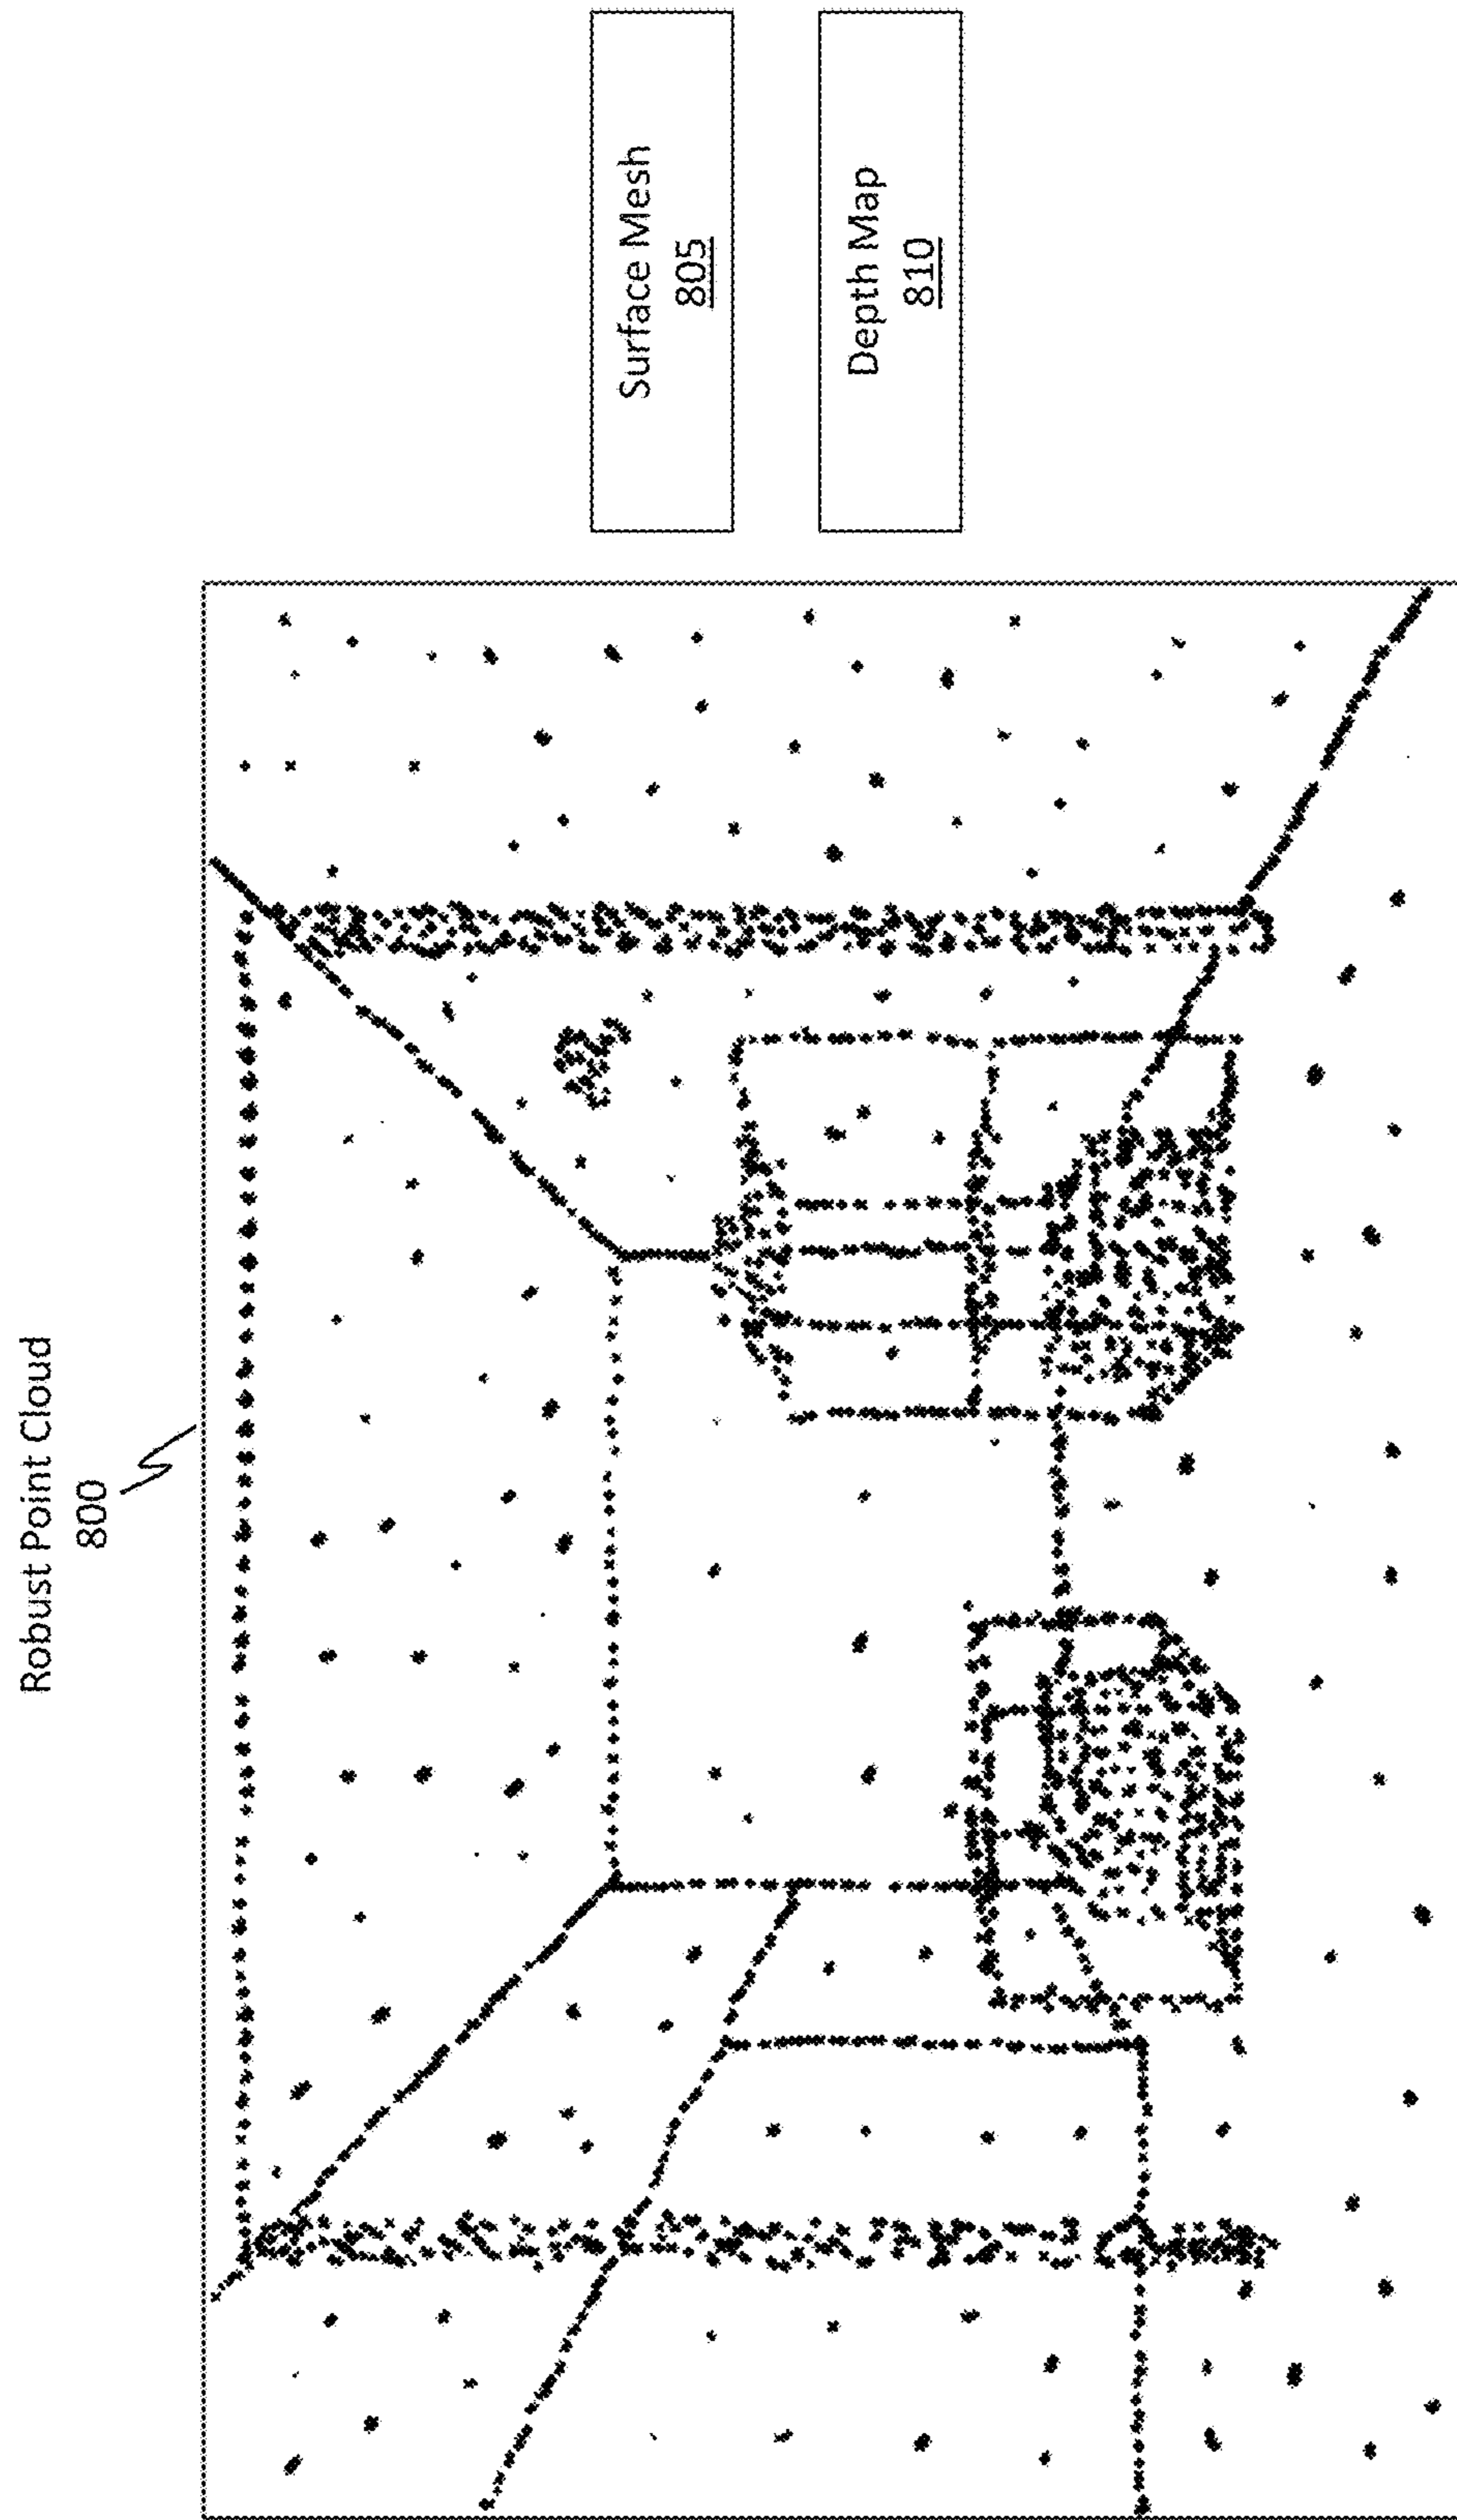 Robust Point Cloud
800
Surface Mesh
805
Depth Map
810